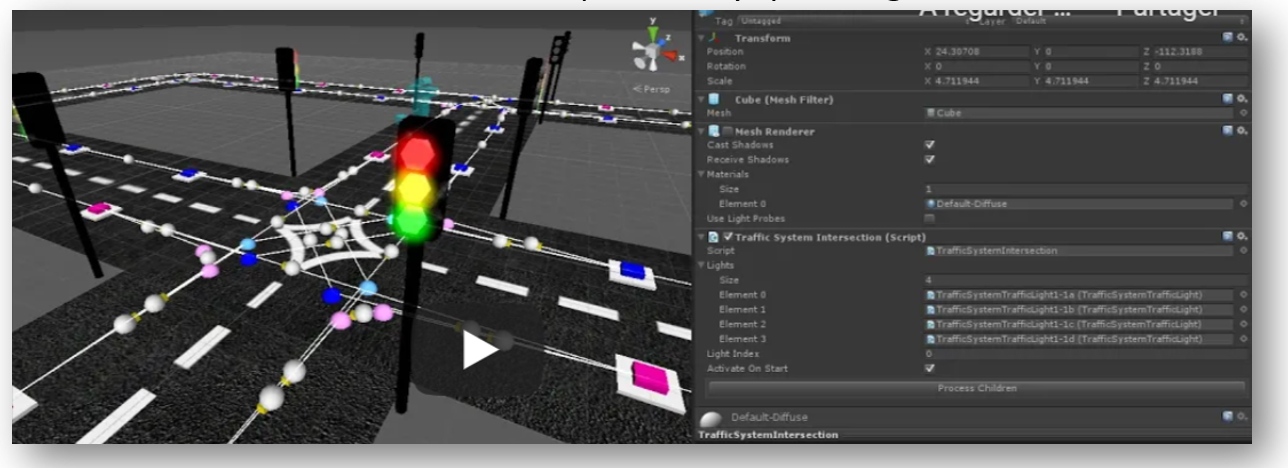 Tag Untagged Layer Default
A regarder ... Partager
Transform
Position X 24.39708 Y 0 Z -112.3188
Rotation X 0 Y 0 Z 0
Scale X 4.711944 Y 4.711944 Z 4.711944
Cube (Mesh Filter)
Mesh Cube
Mesh Renderer
Cast Shadows
Receive Shadows
Materials
Size 1
Element 0 Default-Diffuse
Use Light Probes
Traffic System Intersection (Script)
Script TrafficSystemIntersection
Lights
Size 4
Element 0 TrafficSystemTrafficLight1-1a (TrafficSystemTrafficLight)
Element 1 TrafficSystemTrafficLight1-1b (TrafficSystemTrafficLight)
Element 2 TrafficSystemTrafficLight1-1c (TrafficSystemTrafficLight)
Element 3 TrafficSystemTrafficLight1-1d (TrafficSystemTrafficLight)
Light Index 0
Activate On Start
Process Children
Default-Diffuse
TrafficSystemIntersection
y
z
x
Persp